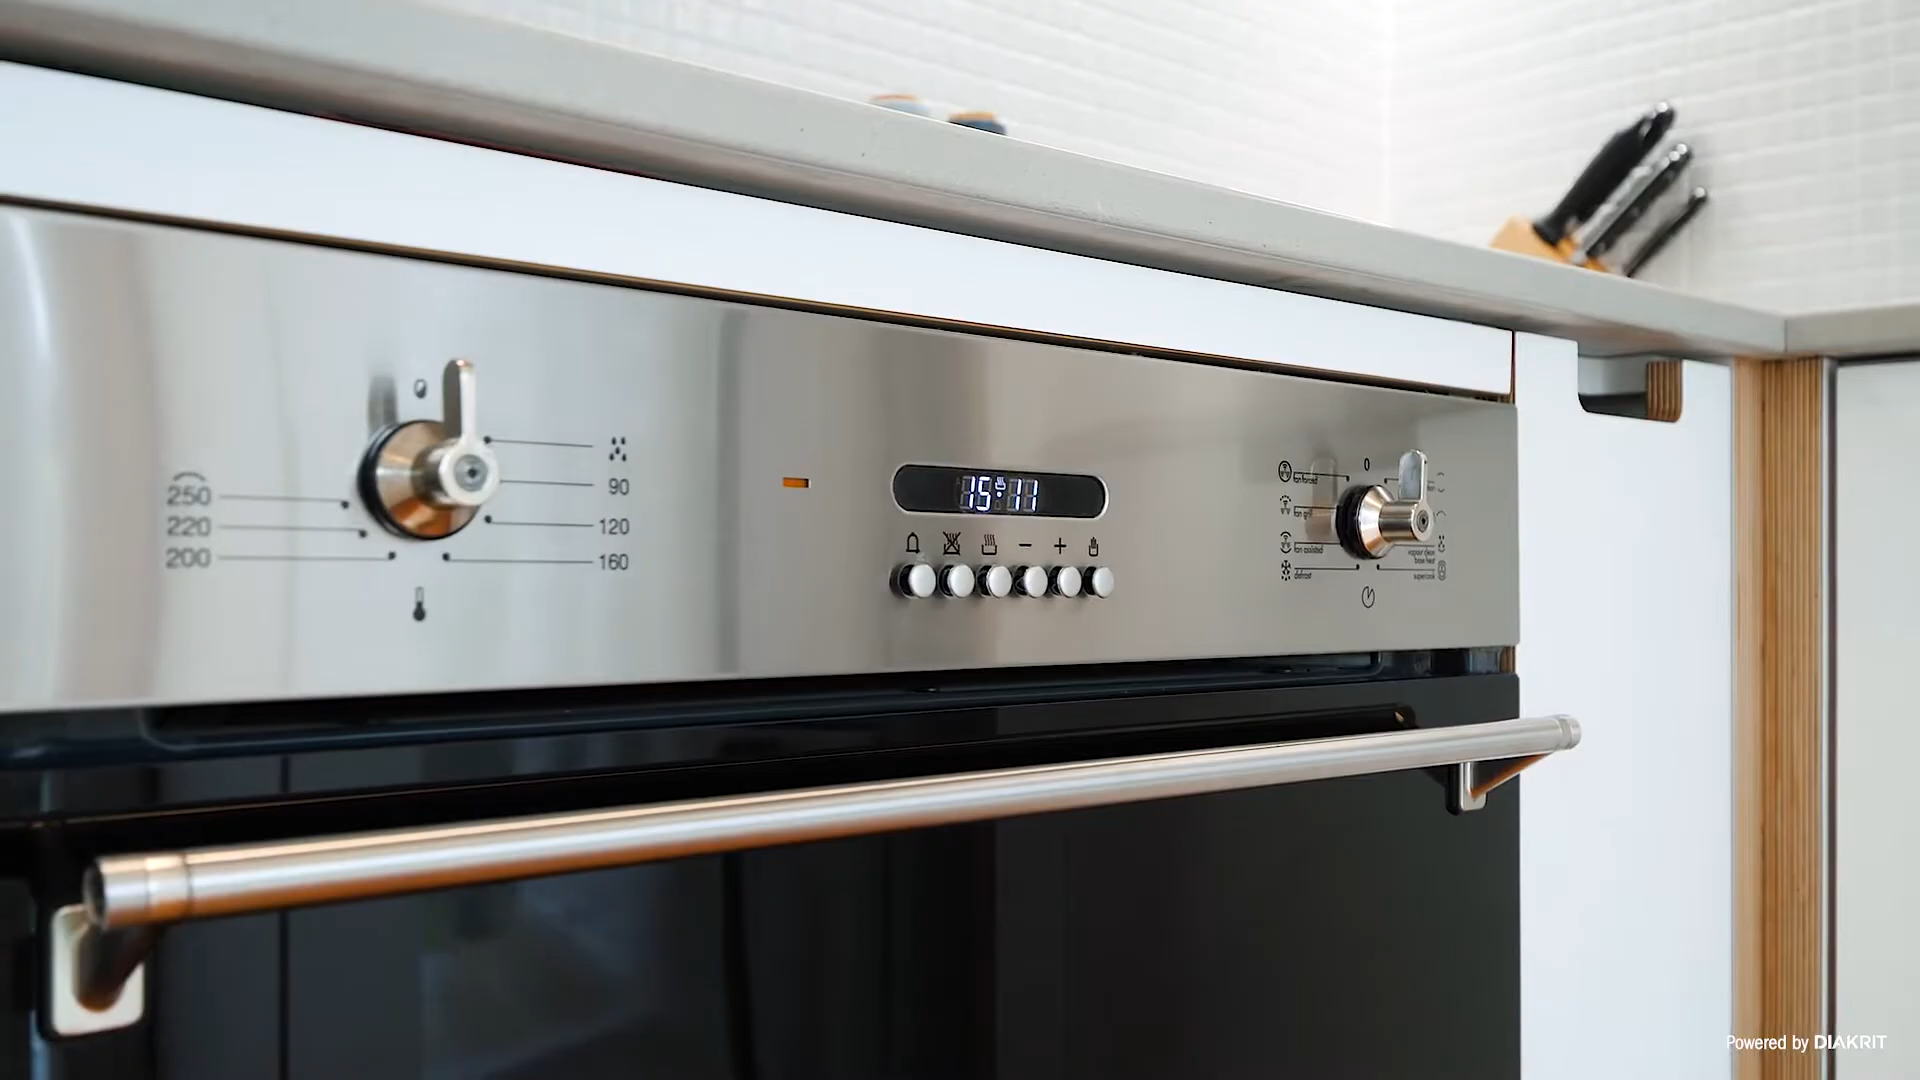 250
220
200
90
120
160
15:11
0
fan forced
fan grill
fan assisted
defrost
vapour clean
base heat
supercook
Powered by DIAKRIT